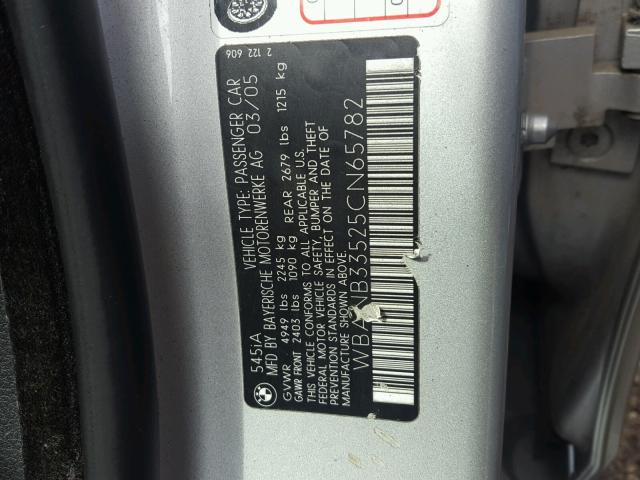 545iA
VEHICLE TYPE: PASSENGER CAR
MFD BY BAYERISCHE MOTORENWERKE AG 03/05
GVWR 4949 lbs 2245 kg
GAWR FRONT 2403 lbs 1090 kg REAR 2679 lbs 1215 kg
THIS VEHICLE CONFORMS TO ALL APPLICABLE U.S.
FEDERAL MOTOR VEHICLE SAFETY, BUMPER AND THEFT
PREVENTION STANDARDS IN EFFECT ON THE DATE OF
MANUFACTURE SHOWN ABOVE.
WBANB33525CN65782
2 122 606